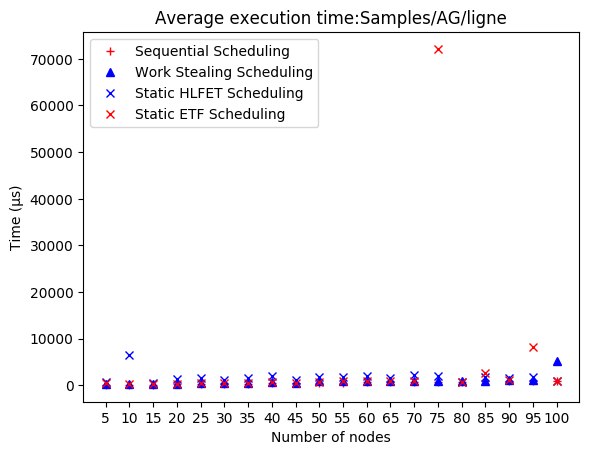 Average execution time:Samples/AG/ligne
Sequential Scheduling
Work Stealing Scheduling
Static HLFET Scheduling
Static ETF Scheduling
Time (µs)
70000
60000
50000
40000
30000
20000
10000
0
5 10 15 20 25 30 35 40 45 50 55 60 65 70 75 80 85 90 95 100
Number of nodes